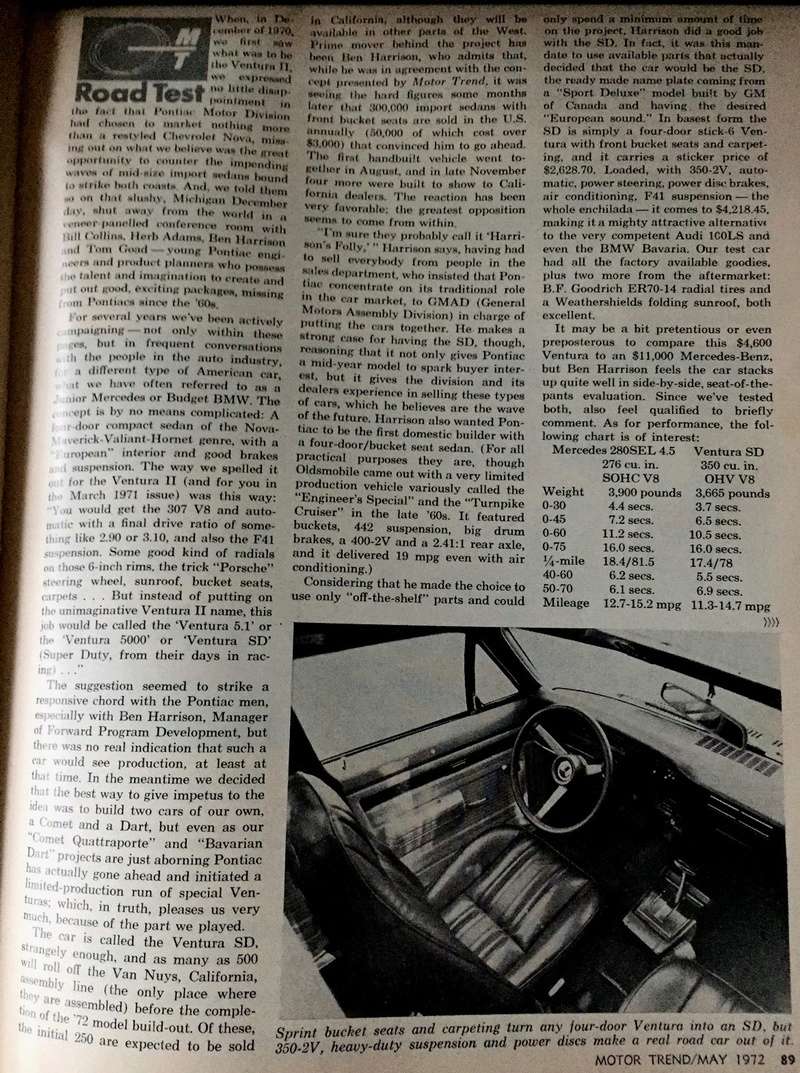 MT
Road Test
When, in De-
cember of 1970,
we first saw
what was to be
the Ventura II,
we expressed
no little disap-
pointment in
the fact that Pontiac Motor Division
had chosen to market nothing more
than a restyled Chevrolet Nova, miss-
ing out on what we believe was the great
opportunity to counter the impending
waves of mid-size import sedans bound
to strike both coasts. And, we told them
so on that slushy, Michigan December
day, shut away from the world in a
veneer panelled conference room with
Bill Collins, Herb Adams, Ben Harrison
and Tom Goad — young Pontiac engi-
neers and product planners who possess
the talent and imagination to create and
put out good, exciting packages, missing
from Pontiacs since the '60s.
For several years we've been actively
campaigning — not only within these
pages, but in frequent conversations
with the people in the auto industry,
for a different type of American car,
what we have often referred to as a
Junior Mercedes or Budget BMW. The
concept is by no means complicated: A
four-door compact sedan of the Nova-
Maverick-Valiant-Hornet genre, with a
"European" interior and good brakes
and suspension. The way we spelled it
out for the Ventura II (and for you in
the March 1971 issue) was this way:
"You would get the 307 V8 and auto-
matic with a final drive ratio of some-
thing like 2.90 or 3.10, and also the F41
suspension. Some good kind of radials
on those 6-inch rims, the trick "Porsche"
steering wheel, sunroof, bucket seats,
carpets . . . But instead of putting on
the unimaginative Ventura II name, this
job would be called the 'Ventura 5.1' or
the 'Ventura 5000' or 'Ventura SD'
(Super Duty, from their days in rac-
ing) . . ."
The suggestion seemed to strike a
responsive chord with the Pontiac men,
especially with Ben Harrison, Manager
of Forward Program Development, but
there was no real indication that such a
car would see production, at least at
that time. In the meantime we decided
that the best way to give impetus to the
idea was to build two cars of our own,
a Comet and a Dart, but even as our
"Comet Quattraporte" and "Bavarian
Dart" projects are just aborning Pontiac
has actually gone ahead and initiated a
limited-production run of special Ven-
turas; which, in truth, pleases us very
much, because of the part we played.
The car is called the Ventura SD,
strangely enough, and as many as 500
will roll off the Van Nuys, California,
assembly line (the only place where
they are assembled) before the comple-
tion of the '72 model build-out. Of these,
the initial 250 are expected to be sold
in California, although they will be
available in other parts of the West.
Prime mover behind the project has
been Ben Harrison, who admits that,
while he was in agreement with the con-
cept presented by Motor Trend, it was
seeing the hard figures some months
later that 300,000 import sedans with
front bucket seats are sold in the U.S.
annually (50,000 of which cost over
$3,000) that convinced him to go ahead.
The first handbuilt vehicle went to-
gether in August, and in late November
four more were built to show to Cali-
fornia dealers. The reaction has been
very favorable; the greatest opposition
seems to come from within.
"I'm sure they probably call it 'Harri-
son's Folly,' " Harrison says, having had
to sell everybody from people in the
sales department, who insisted that Pon-
tiac concentrate on its traditional role
in the car market, to GMAD (General
Motors Assembly Division) in charge of
putting the cars together. He makes a
strong case for having the SD, though,
reasoning that it not only gives Pontiac
a mid-year model to spark buyer inter-
est, but it gives the division and its
dealers experience in selling these types
of cars, which he believes are the wave
of the future. Harrison also wanted Pon-
tiac to be the first domestic builder with
a four-door/bucket seat sedan. (For all
practical purposes they are, though
Oldsmobile came out with a very limited
production vehicle variously called the
"Engineer's Special" and the "Turnpike
Cruiser" in the late '60s. It featured
buckets, 442 suspension, big drum
brakes, a 400-2V and a 2.41:1 rear axle,
and it delivered 19 mpg even with air
conditioning.)
Considering that he made the choice to
use only "off-the-shelf" parts and could
only spend a minimum amount of time
on the project, Harrison did a good job
with the SD. In fact, it was this man-
date to use available parts that actually
decided that the car would be the SD,
the ready made name plate coming from
a "Sport Deluxe" model built by GM
of Canada and having the desired
"European sound." In basest form the
SD is simply a four-door stick-6 Ven-
tura with front bucket seats and carpet-
ing, and it carries a sticker price of
$2,628.70. Loaded, with 350-2V, auto-
matic, power steering, power disc brakes,
air conditioning, F41 suspension — the
whole enchilada — it comes to $4,218.45,
making it a mighty attractive alternative
to the very competent Audi 100LS and
even the BMW Bavaria. Our test car
had all the factory available goodies,
plus two more from the aftermarket:
B.F. Goodrich ER70-14 radial tires and
a Weathershields folding sunroof, both
excellent.
It may be a bit pretentious or even
preposterous to compare this $4,600
Ventura to an $11,000 Mercedes-Benz,
but Ben Harrison feels the car stacks
up quite well in side-by-side, seat-of-the-
pants evaluation. Since we've tested
both, also feel qualified to briefly
comment. As for performance, the fol-
lowing chart is of interest:
Mercedes 280SEL 4.5 Ventura SD
276 cu. in. 350 cu. in.
SOHC V8 OHV V8
Weight 3,900 pounds 3,665 pounds
0-30 4.4 secs. 3.7 secs.
0-45 7.2 secs. 6.5 secs.
0-60 11.2 secs. 10.5 secs.
0-75 16.0 secs. 16.0 secs.
¼-mile 18.4/81.5 17.4/78
40-60 6.2 secs. 5.5 secs.
50-70 6.1 secs. 6.9 secs.
Mileage 12.7-15.2 mpg 11.3-14.7 mpg
))))
Sprint bucket seats and carpeting turn any four-door Ventura into an SD, but
350-2V, heavy-duty suspension and power discs make a real road car out of it.
MOTOR TREND/MAY 1972 89